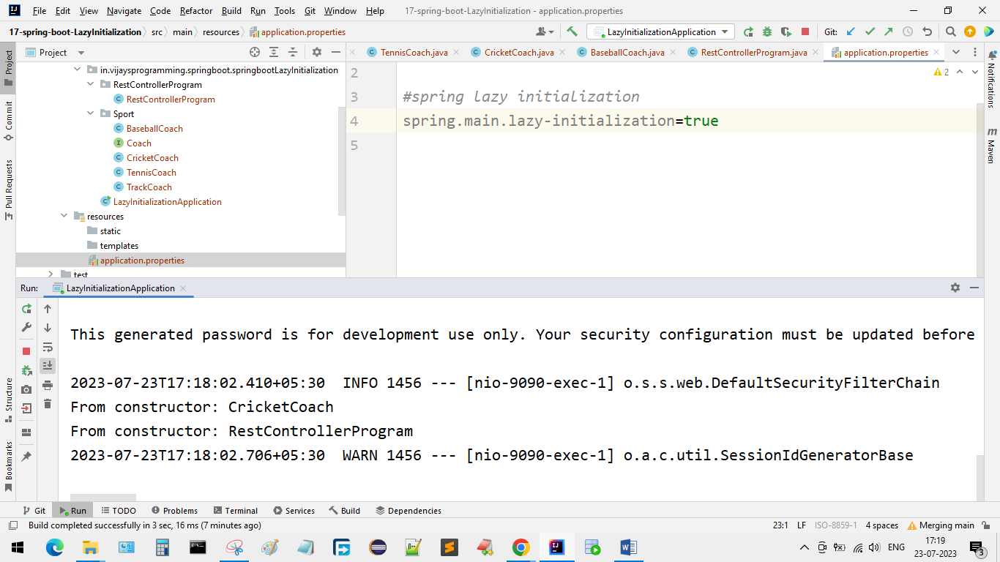 File Edit View Navigate Code Refactor Build Run Tools Git Window Help 17-spring-boot-LazyInitialization - application.properties
17-spring-boot-LazyInitialization src main resources application.properties LazyInitializationApplication Git:
Project TennisCoach.java CricketCoach.java BaseballCoach.java RestControllerProgram.java application.properties
in.vijaysprogramming.springboot.springbootLazyInitialization
RestControllerProgram
RestControllerProgram
Sport
BaseballCoach
Coach
CricketCoach
TennisCoach
TrackCoach
LazyInitializationApplication
resources
static
templates
application.properties
test
2
3 #spring lazy initialization
4 spring.main.lazy-initialization=true
5
2
Project
Commit
Pull Requests
Structure
Bookmarks
Notifications
Maven
Run: LazyInitializationApplication
This generated password is for development use only. Your security configuration must be updated before
2023-07-23T17:18:02.410+05:30 INFO 1456 --- [nio-9090-exec-1] o.s.s.web.DefaultSecurityFilterChain
From constructor: CricketCoach
From constructor: RestControllerProgram
2023-07-23T17:18:02.706+05:30 WARN 1456 --- [nio-9090-exec-1] o.a.c.util.SessionIdGeneratorBase
Git Run TODO Problems Terminal Services Build Dependencies
Build completed successfully in 3 sec, 16 ms (7 minutes ago) 23:1 LF ISO-8859-1 4 spaces Merging main
ENG 17:19
23-07-2023 3